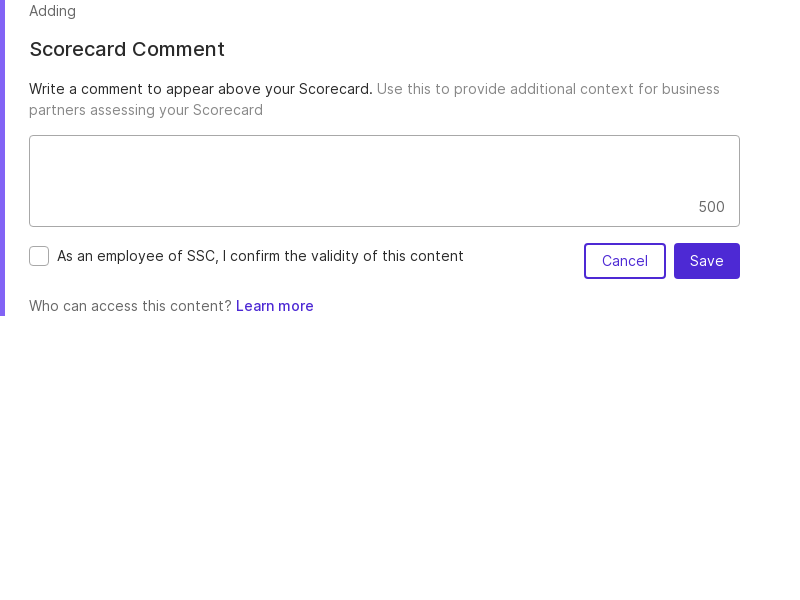 Adding
Scorecard Comment
Write a comment to appear above your Scorecard. Use this to provide additional context for business
partners assessing your Scorecard
500
As an employee of SSC, I confirm the validity of this content
Cancel
Save
Who can access this content? Learn more